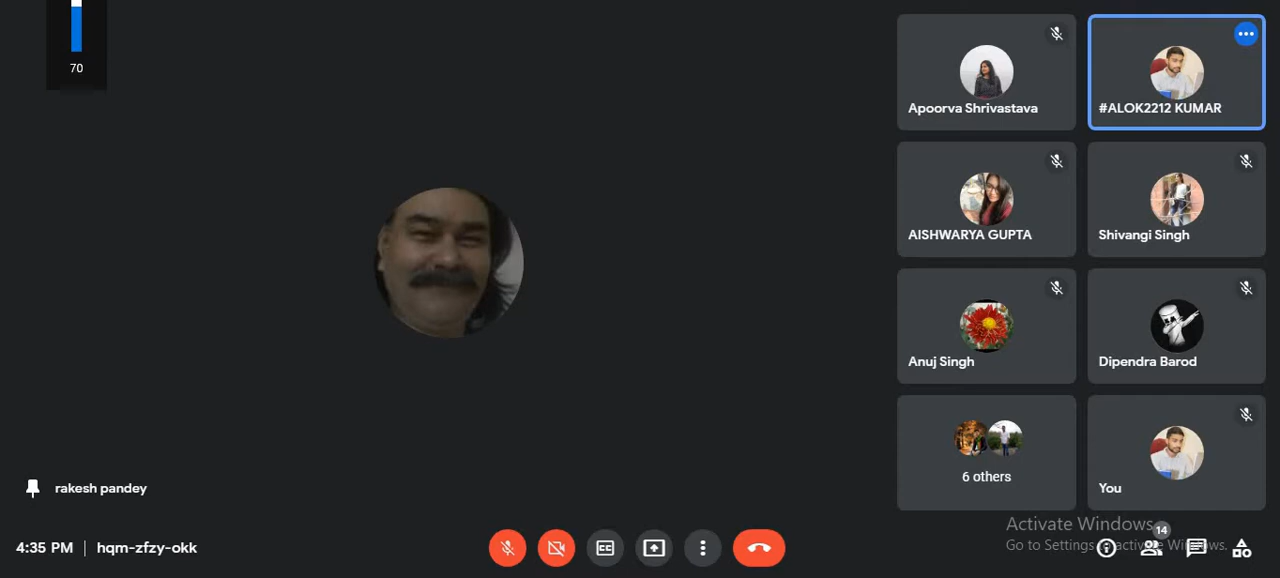 70
Apoorva Shrivastava
#ALOK2212 KUMAR
AISHWARYA GUPTA
Shivangi Singh
Anuj Singh
Dipendra Barod
6 others
You
rakesh pandey
Activate Windows
Go to Settings to activate Windows.
14
CC
4:35 PM | hqm-zfzy-okk